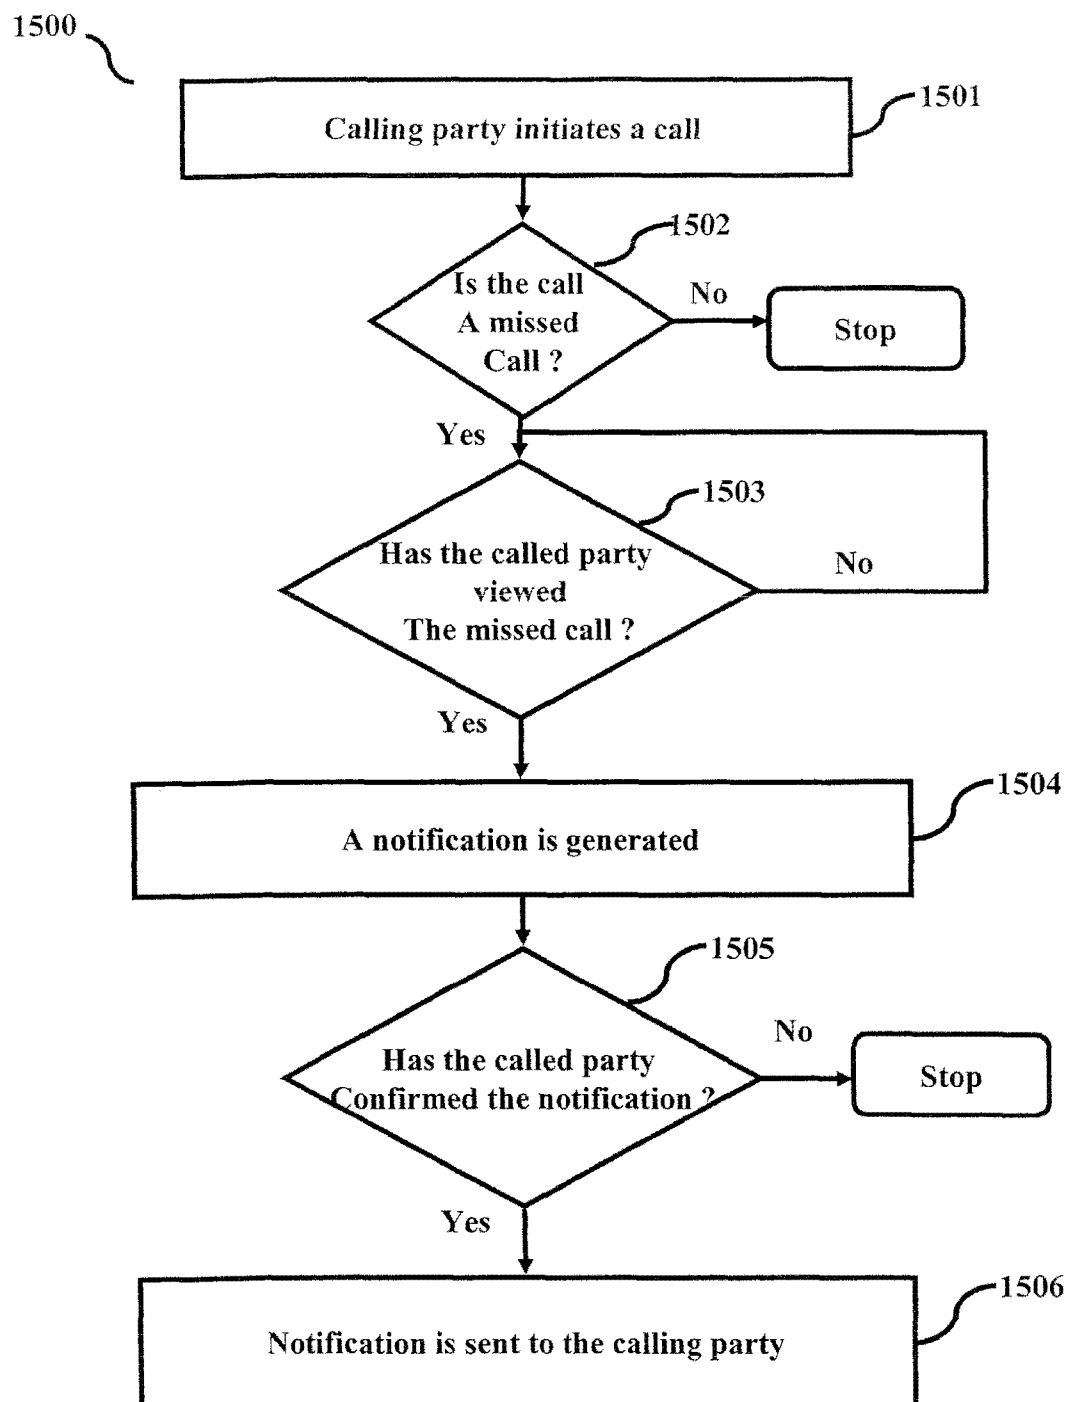 1500
1501
Calling party initiates a call
1502
Is the call
A missed
Call ?
No
Stop
Yes
1503
Has the called party
viewed
The missed call ?
No
Yes
1504
A notification is generated
1505
Has the called party
Confirmed the notification ?
No
Stop
Yes
1506
Notification is sent to the calling party